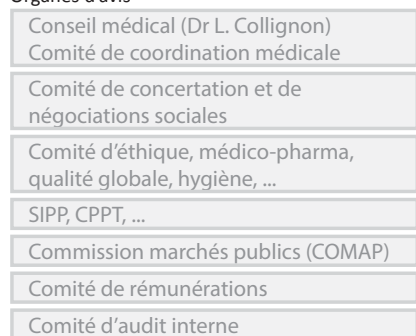 Organes d'avis
Conseil médical (Dr L. Collignon)
Comité de coordination médicale
Comité de concertation et de
négociations sociales
Comité d'éthique, médico-pharma,
qualité globale, hygiène, ...
SIPP, CPPT, ...
Commission marchés publics (COMAP)
Comité de rémunérations
Comité d'audit interne